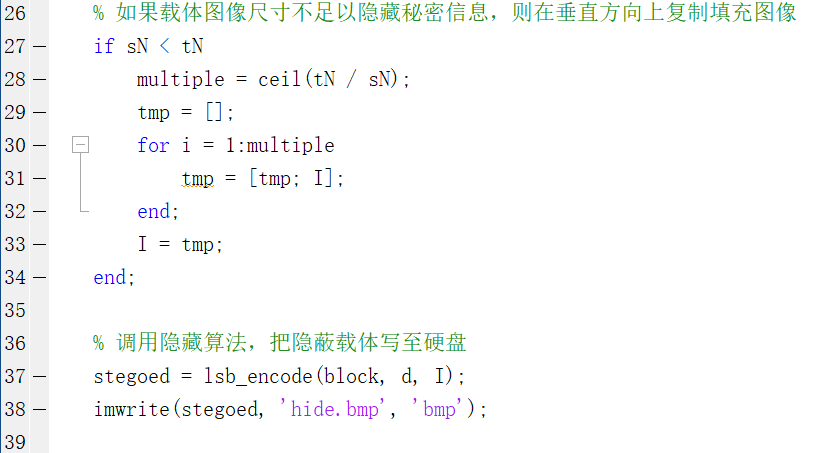 26 % 如果载体图像尺寸不足以隐藏秘密信息，则在垂直方向上复制填充图像
27 — if sN < tN
28 — multiple = ceil(tN / sN);
29 — tmp = [];
30 — for i = 1:multiple
31 — tmp = [tmp; I];
32 — end;
33 — I = tmp;
34 — end;
35
36 % 调用隐藏算法，把隐蔽载体写至硬盘
37 — stegoed = lsb_encode(block, d, I);
38 — imwrite(stegoed, 'hide.bmp', 'bmp');
39